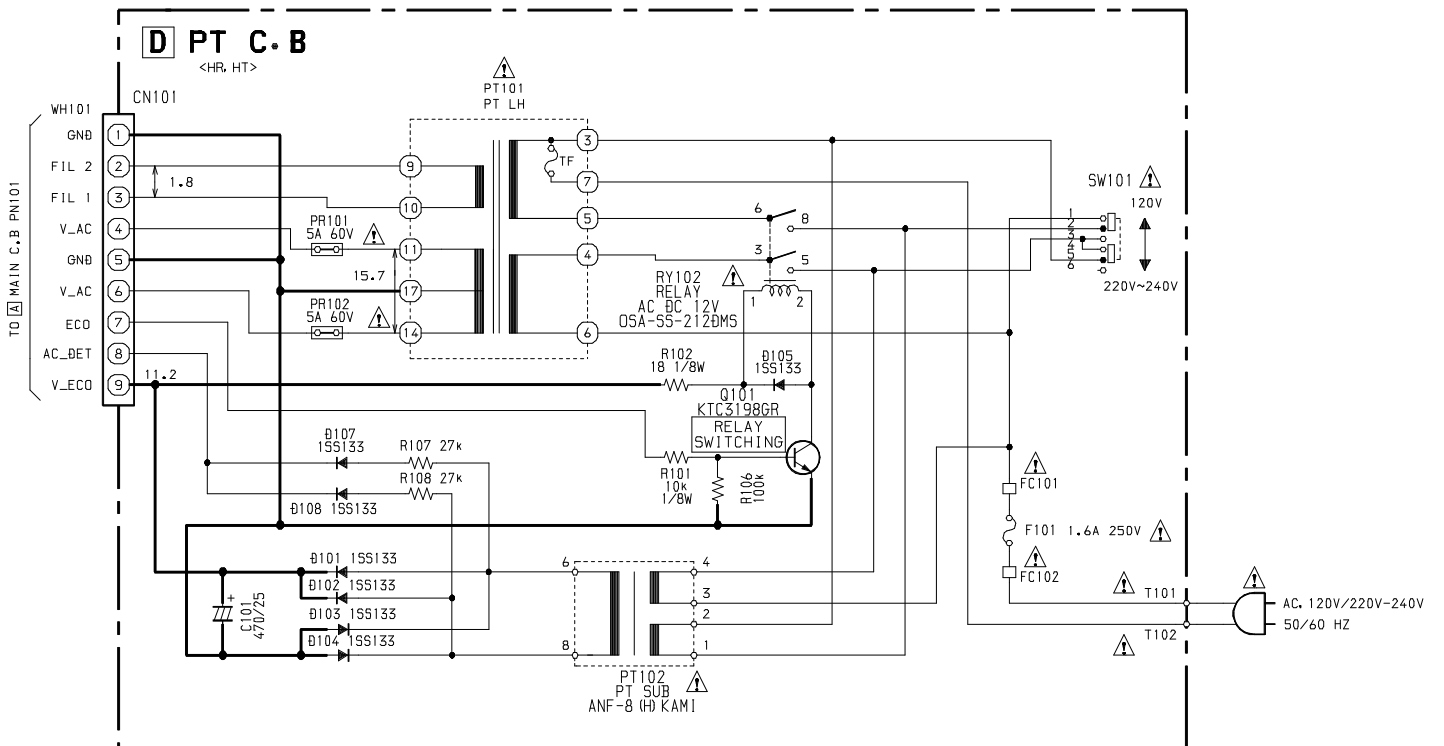 D PT C.B
<HR, HT>
CN101
WH101
TO A MAIN C.B PN101
GND 1
FIL 2 2
FIL 1 3
V_AC 4
GND 5
V_AC 6
ECO 7
AC_DET 8
V_ECO 9
1.8
11.2
PR101
5A 60V
15.7
PR102
5A 60V
PT101
PT LH
9
10
11
17
14
3
TF
7
5
4
6
6
8
3
5
RY102
RELAY
AC DC 12V
OSA-SS-212DM5
1 2
SW101
120V
1
2
3
4
5
6
220V~240V
R102
18 1/8W
D105
1SS133
Q101
KTC3198GR
RELAY
SWITCHING
R101
10k
1/8W
R106
100k
D107
1SS133
R107 27k
R108 27k
D108 1SS133
D101 1SS133
D102 1SS133
D103 1SS133
D104 1SS133
+
C101
470/25
6
8
4
3
2
1
PT102
PT SUB
ANF-8 (H) KAMI
FC101
F101 1.6A 250V
FC102
T101
T102
AC. 120V/220V-240V
50/60 HZ